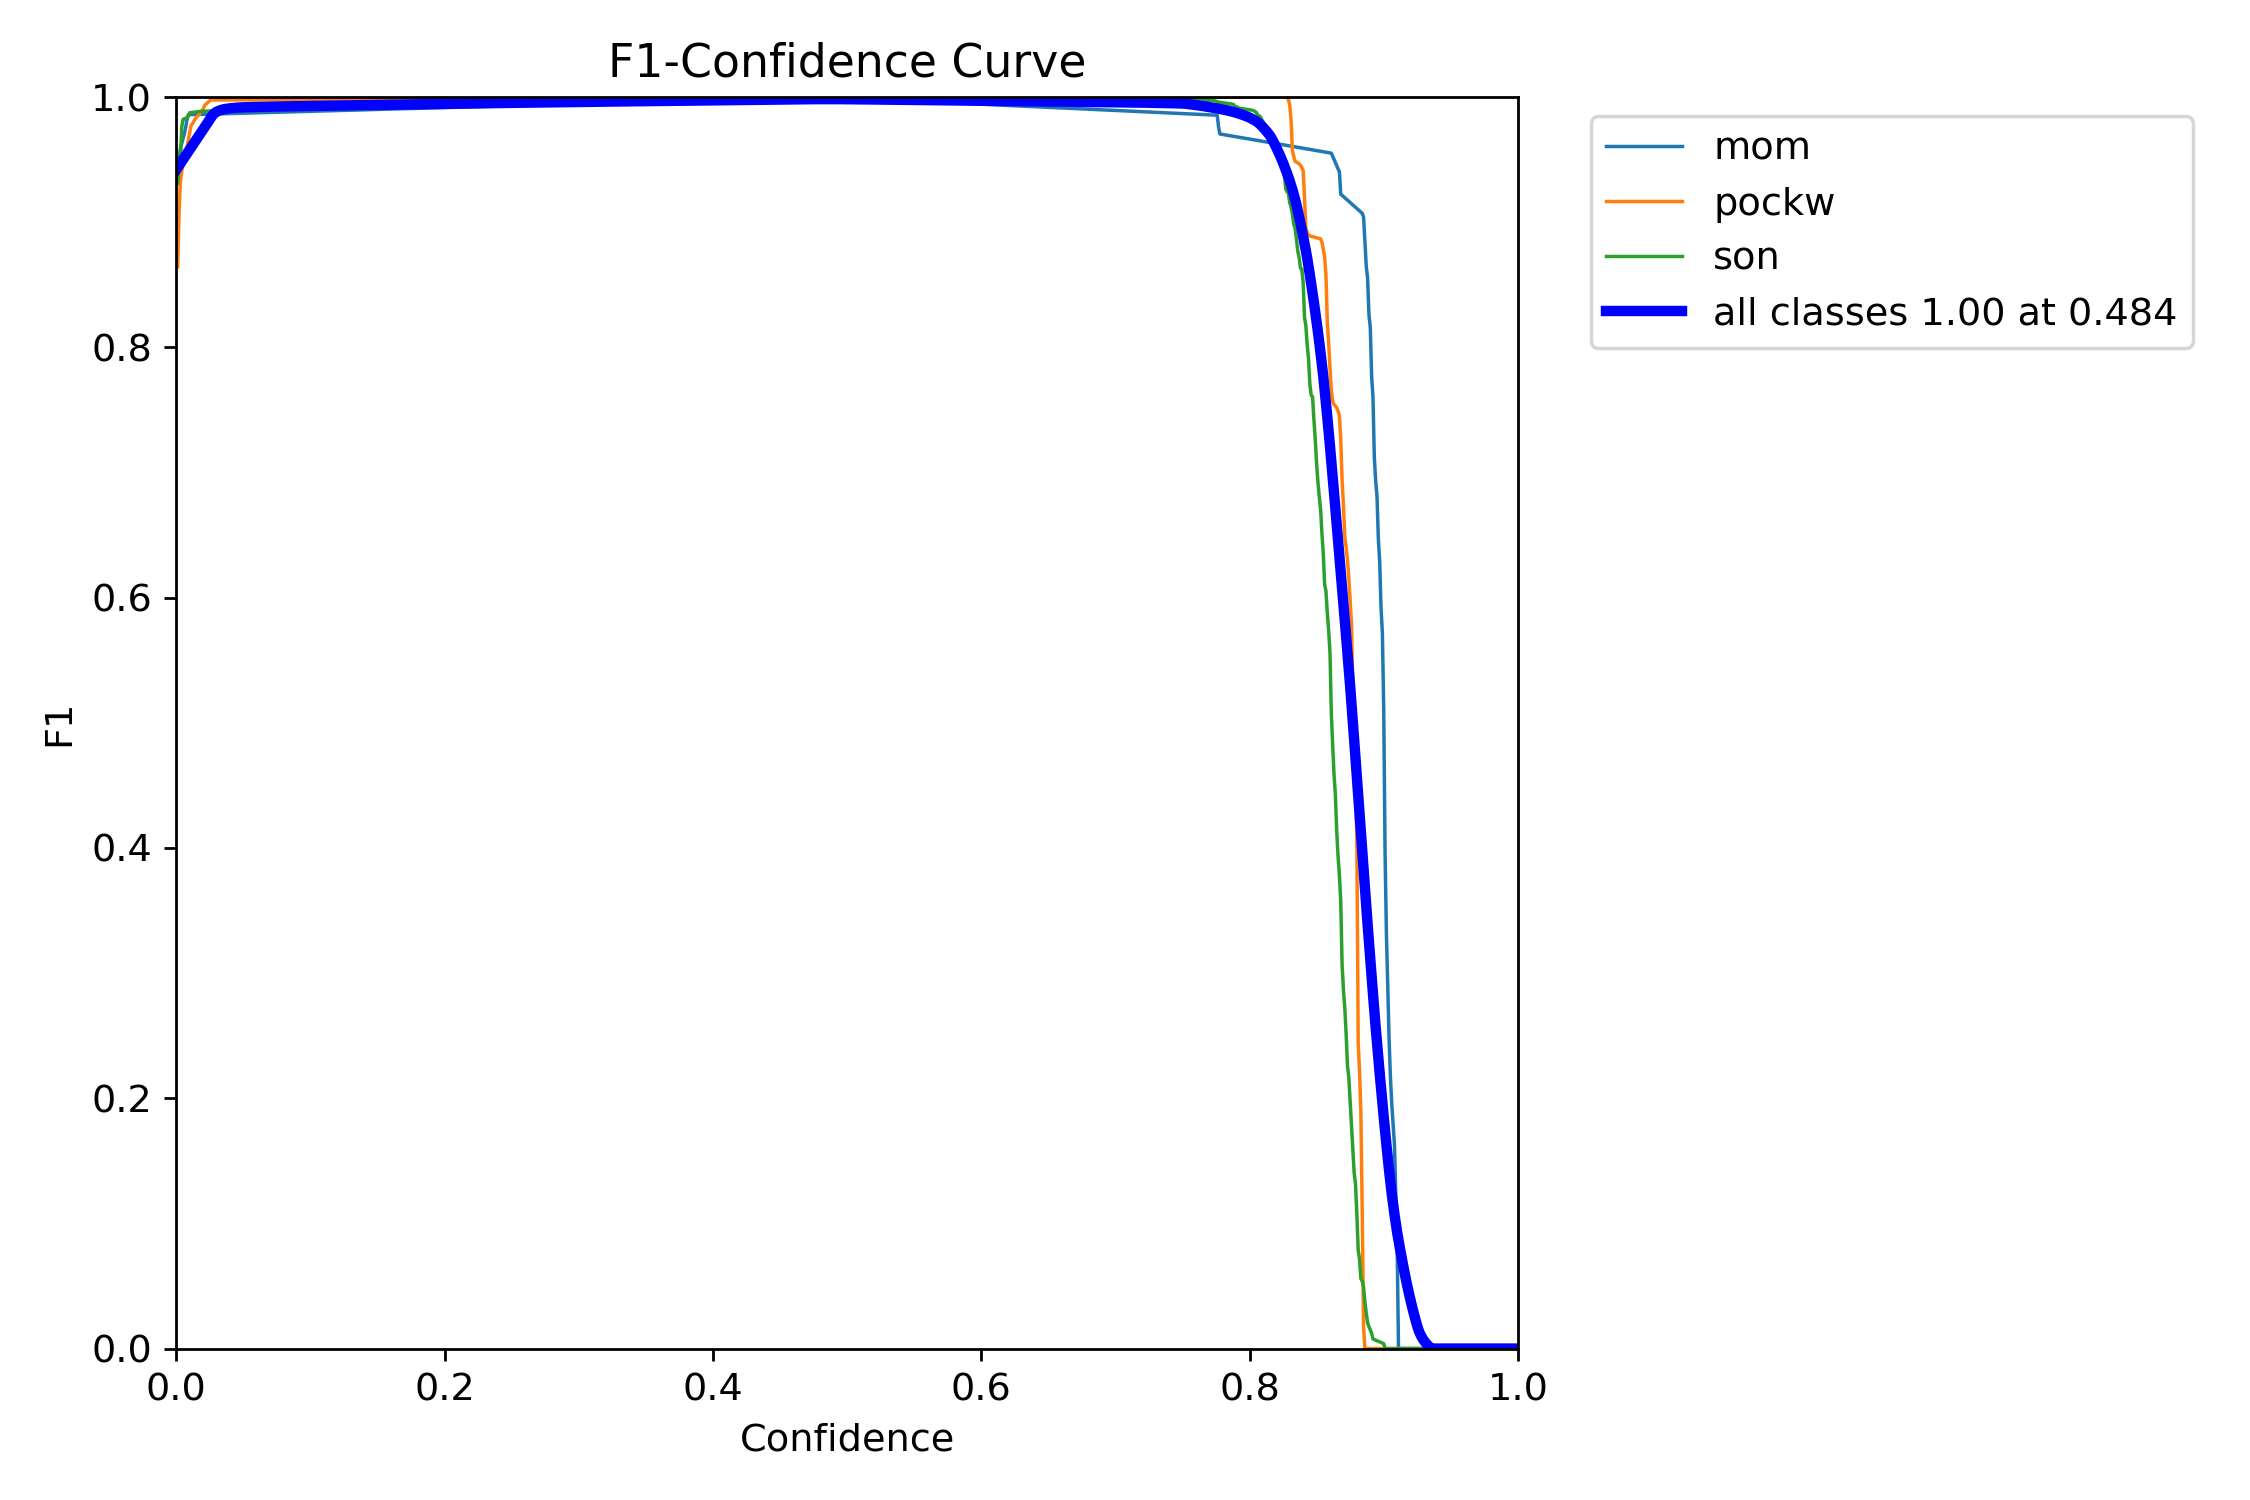 F1-Confidence Curve
mom
pockw
son
all classes 1.00 at 0.484
F1
1.0
0.8
0.6
0.4
0.2
0.0
0.0 0.2 0.4 0.6 0.8 1.0
Confidence